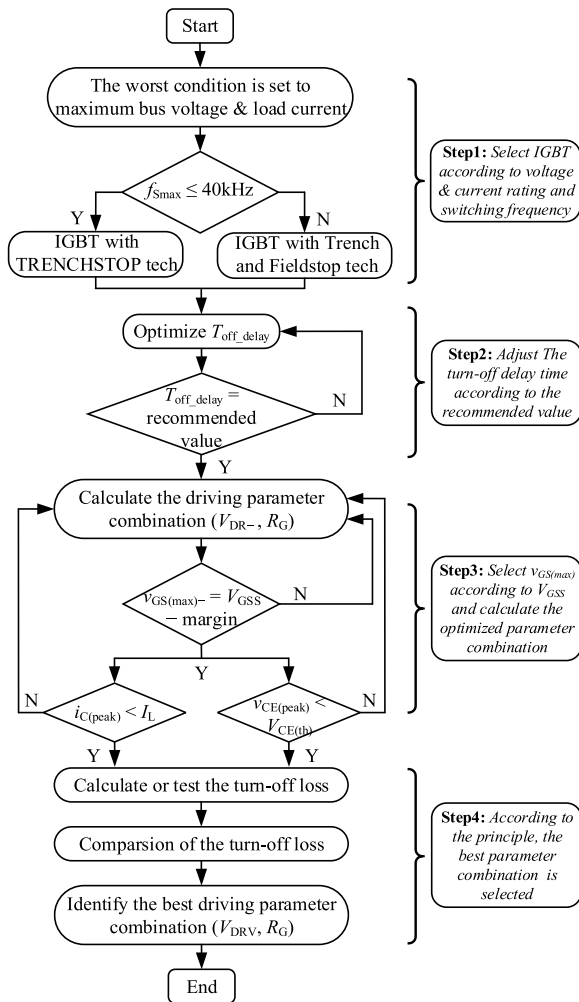 Start
The worst condition is set to
maximum bus voltage & load current
fSmax ≤ 40kHz
Y
N
IGBT with
TRENCHSTOP tech
IGBT with Trench
and Fieldstop tech
Step1: Select IGBT
according to voltage
& current rating and
switching frequency
Optimize Toff_delay
Toff_delay =
recommended
value
N
Y
Step2: Adjust The
turn-off delay time
according to the
recommended value
Calculate the driving parameter
combination (VDR−, RG)
vGS(max)− = VGSS
− margin
N
Y
Step3: Select vGS(max)
according to VGSS
and calculate the
optimized parameter
combination
N
iC(peak) < IL
vCE(peak) <
VCE(th)
N
Y
Y
Calculate or test the turn-off loss
Comparsion of the turn-off loss
Identify the best driving parameter
combination (VDRV, RG)
Step4: According to
the principle, the
best parameter
combination is
selected
End